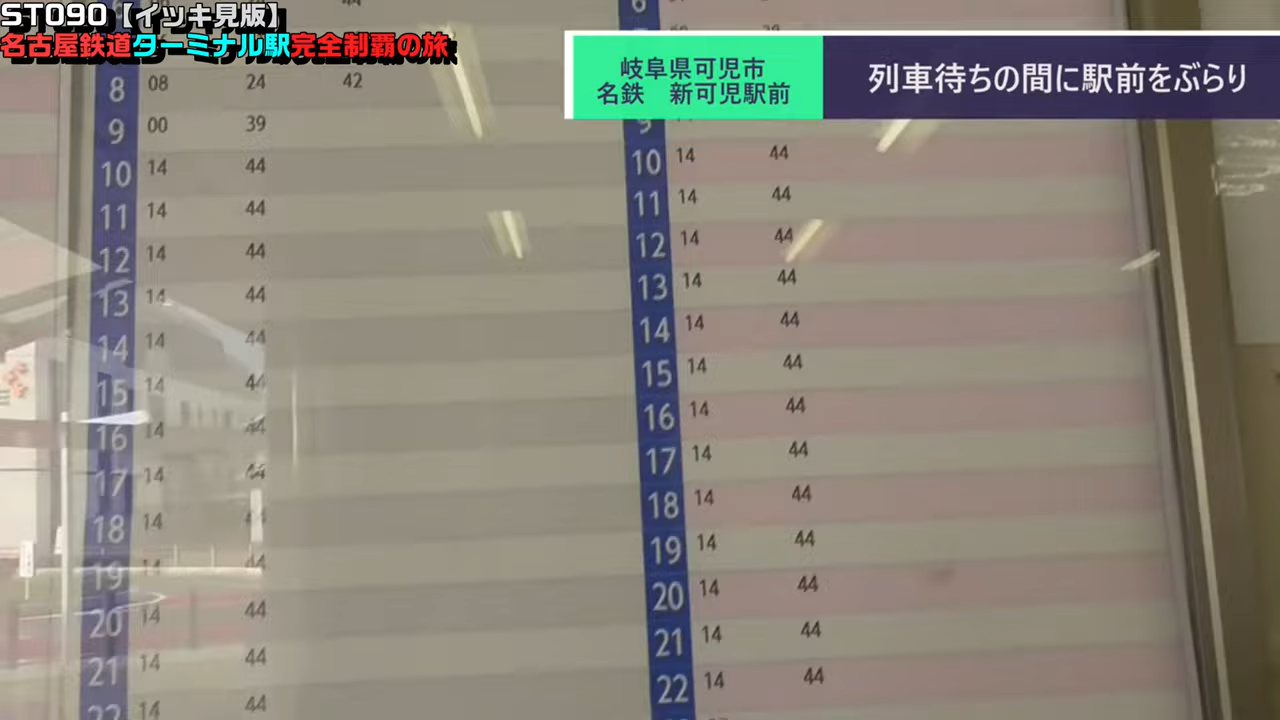 ST090【イッキ見版】
名古屋鉄道ターミナル駅完全制覇の旅
岐阜県可児市
名鉄 新可児駅前
列車待ちの間に駅前をぶらり
8 08 24 42
9 00 39
10 14 44
11 14 44
12 14 44
13 14 44
14 14 44
15 14 44
16 14 44
17 14 44
18 14
19 14 44
20 14 44
21 14 44
22 14 44
6
9
10 14 44
11 14 44
12 14 44
13 14 44
14 14 44
15 14 44
16 14 44
17 14 44
18 14 44
19 14 44
20 14 44
21 14 44
22 14 44